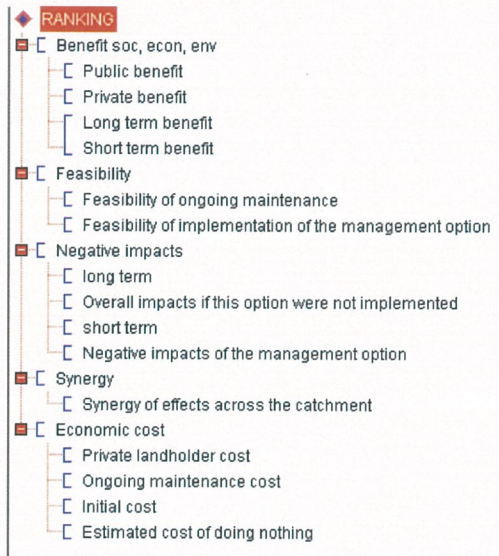 RANKING
Benefit soc, econ, env
Public benefit
Private benefit
Long term benefit
Short term benefit
Feasibility
Feasibility of ongoing maintenance
Feasibility of implementation of the management option
Negative impacts
long term
Overall impacts if this option were not implemented
short term
Negative impacts of the management option
Synergy
Synergy of effects across the catchment
Economic cost
Private landholder cost
Ongoing maintenance cost
Initial cost
Estimated cost of doing nothing